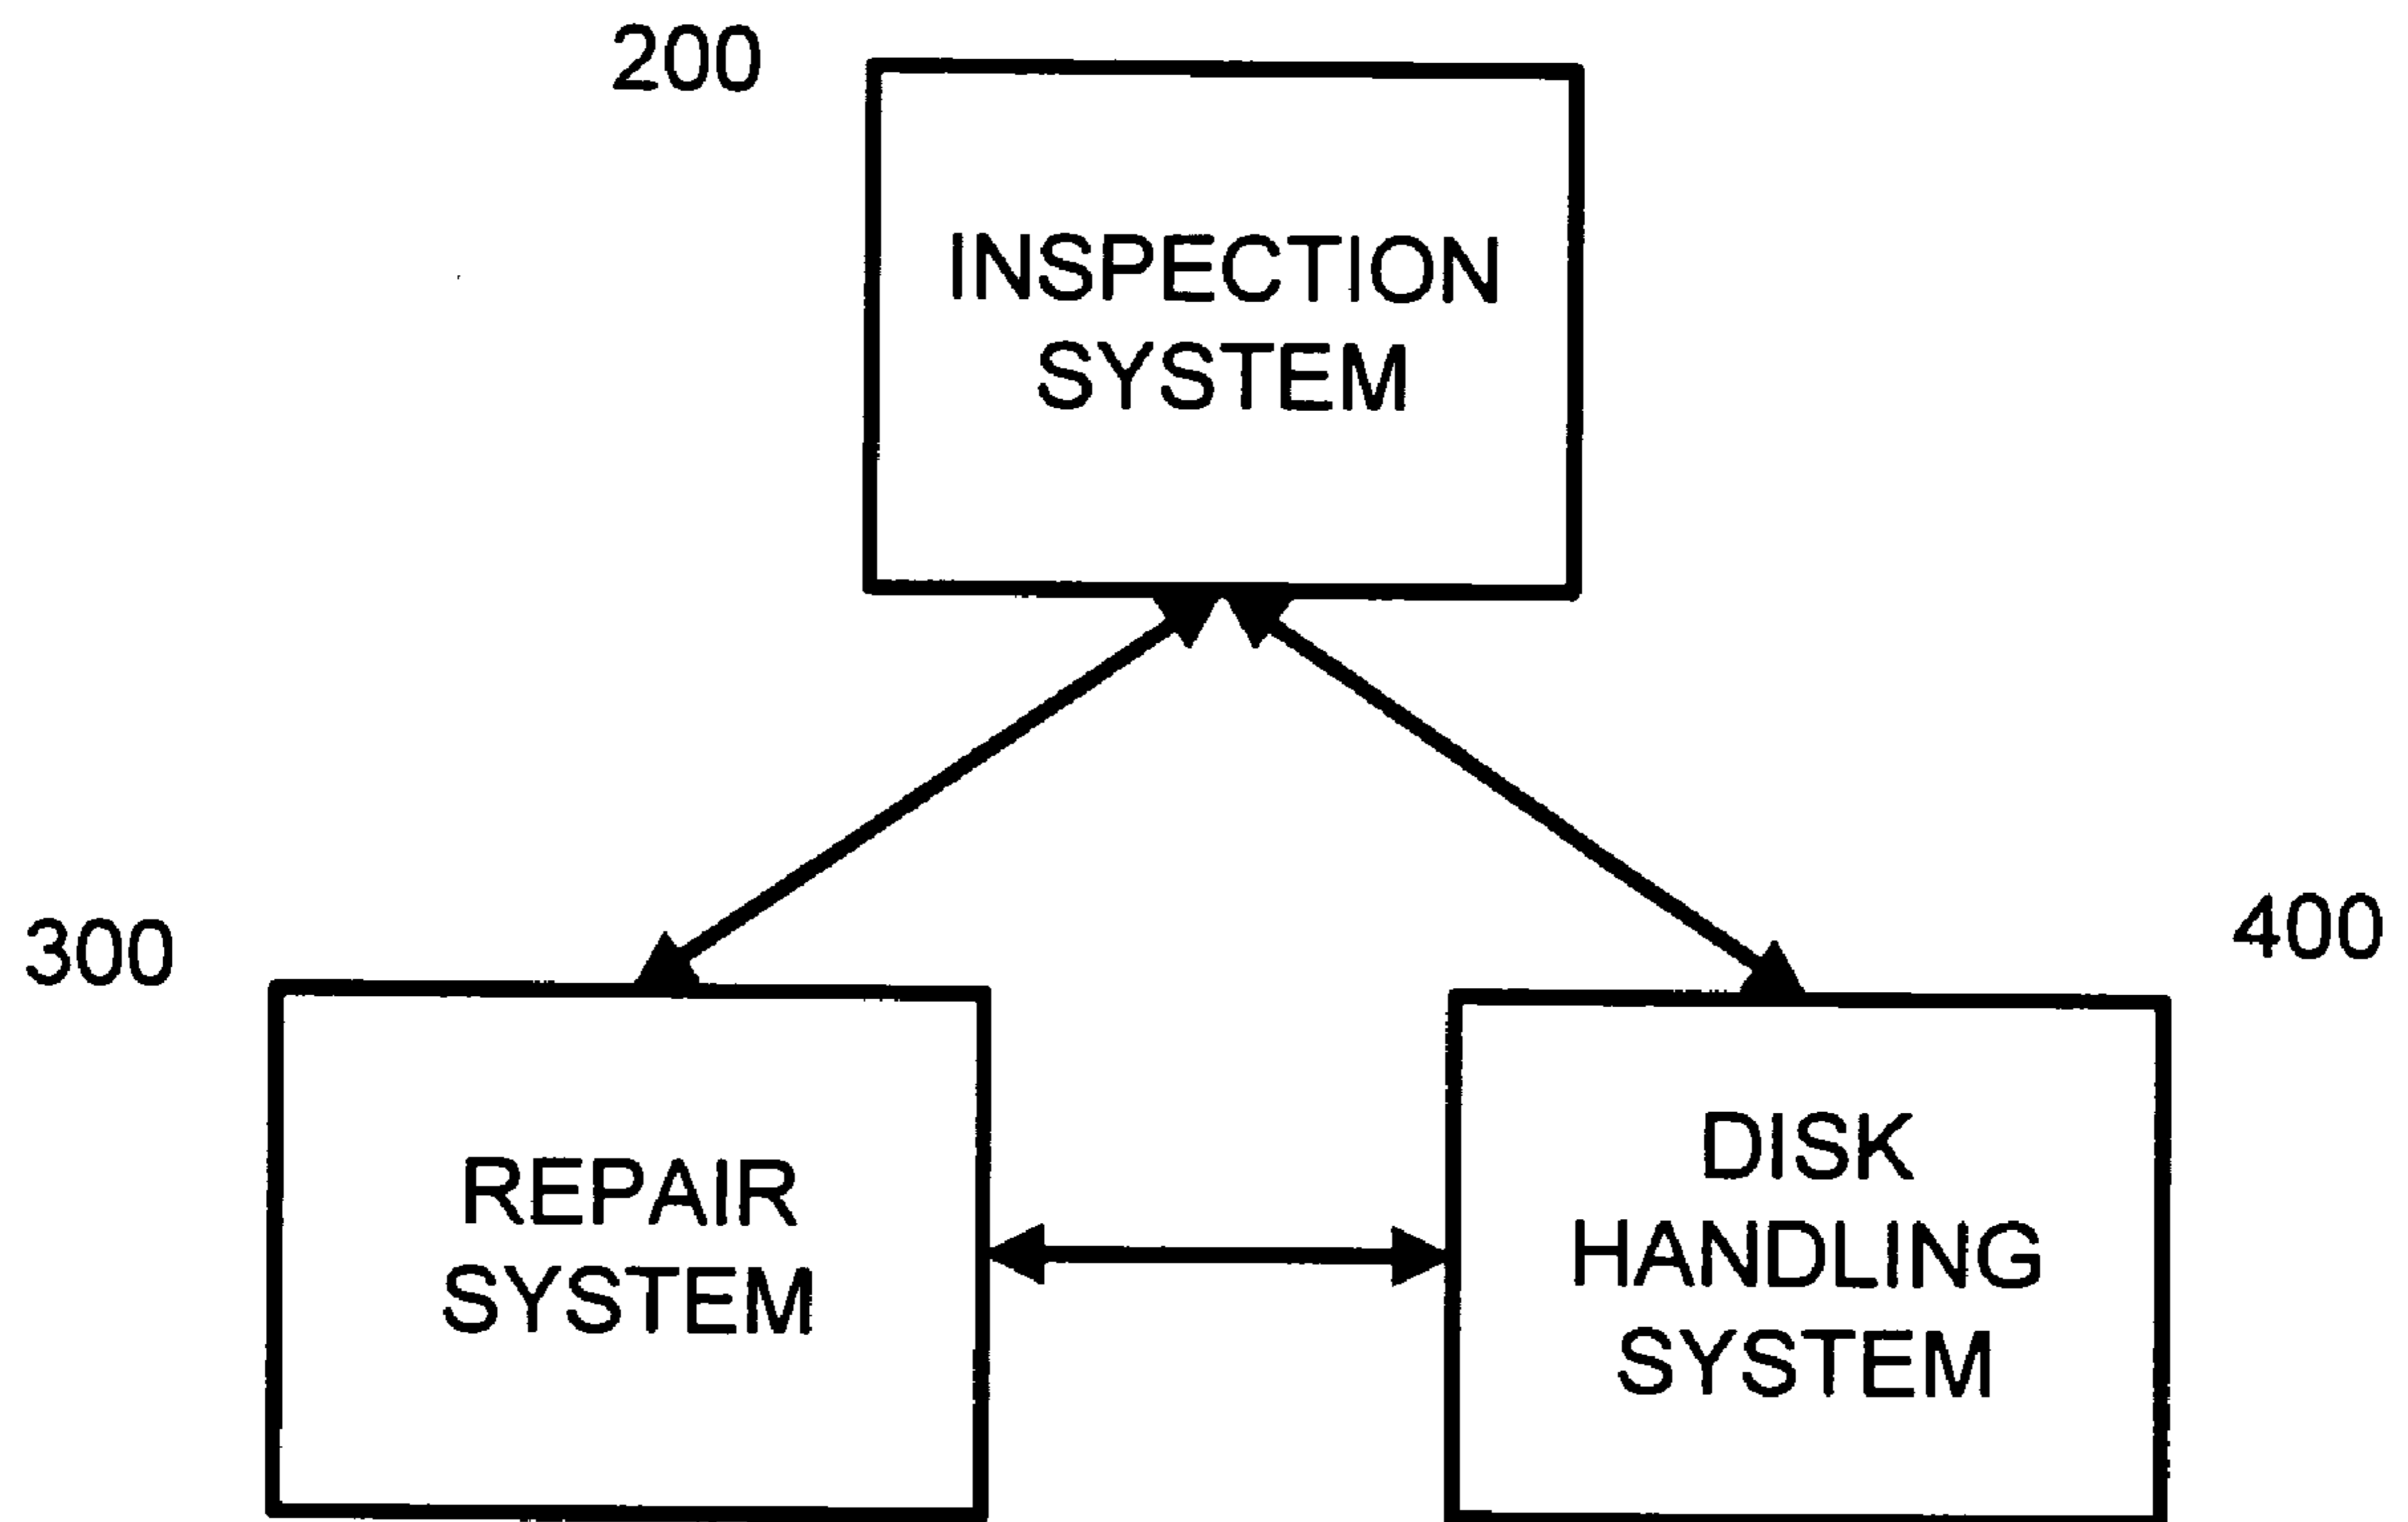 200
INSPECTION
SYSTEM
300
400
REPAIR
SYSTEM
DISK
HANDLING
SYSTEM